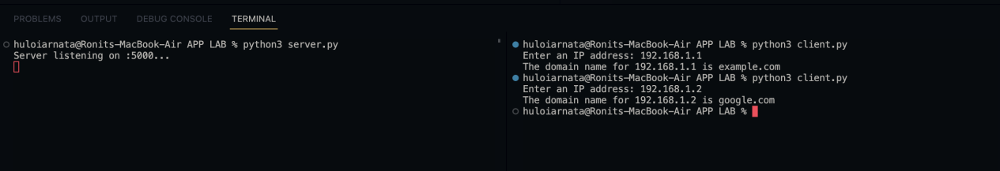 PROBLEMS OUTPUT DEBUG CONSOLE TERMINAL
huloiarnata@Ronits-MacBook-Air APP LAB % python3 server.py
Server listening on :5000...
huloiarnata@Ronits-MacBook-Air APP LAB % python3 client.py
Enter an IP address: 192.168.1.1
The domain name for 192.168.1.1 is example.com
huloiarnata@Ronits-MacBook-Air APP LAB % python3 client.py
Enter an IP address: 192.168.1.2
The domain name for 192.168.1.2 is google.com
huloiarnata@Ronits-MacBook-Air APP LAB %